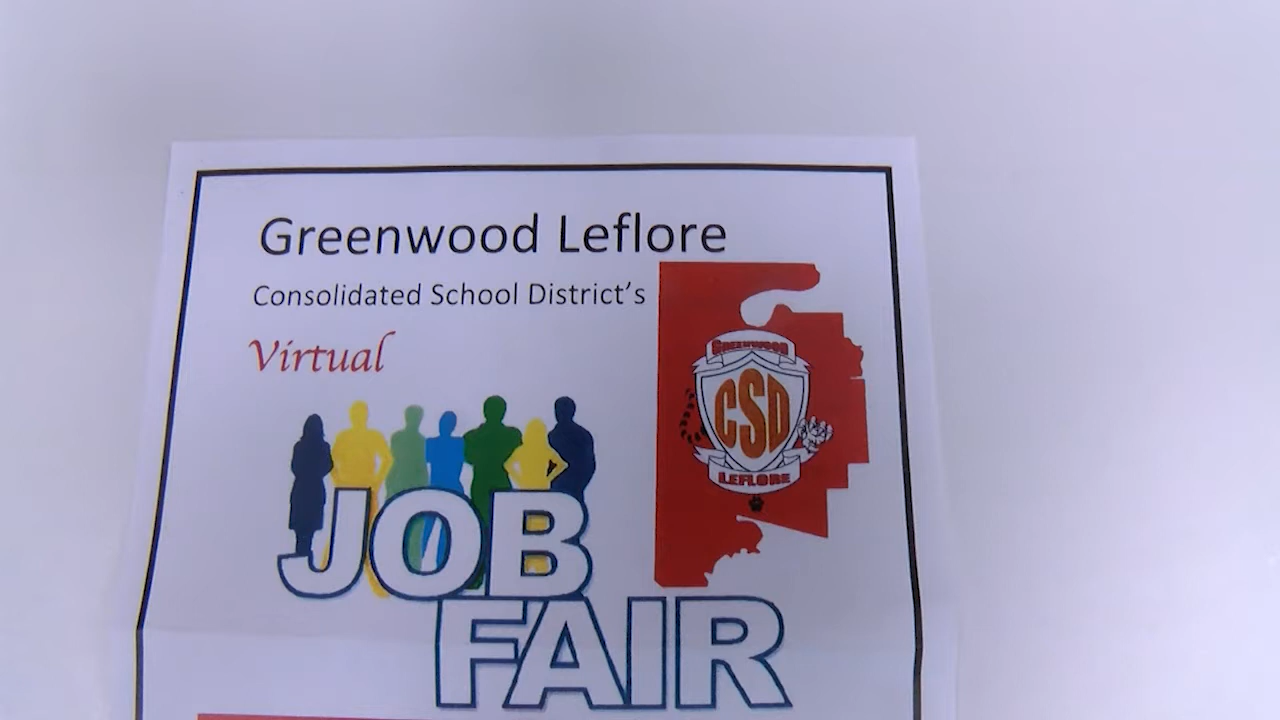 Greenwood Leflore
Consolidated School District's
Virtual
GREENWOOD
CSD
LEFLORE
JOB
FAIR